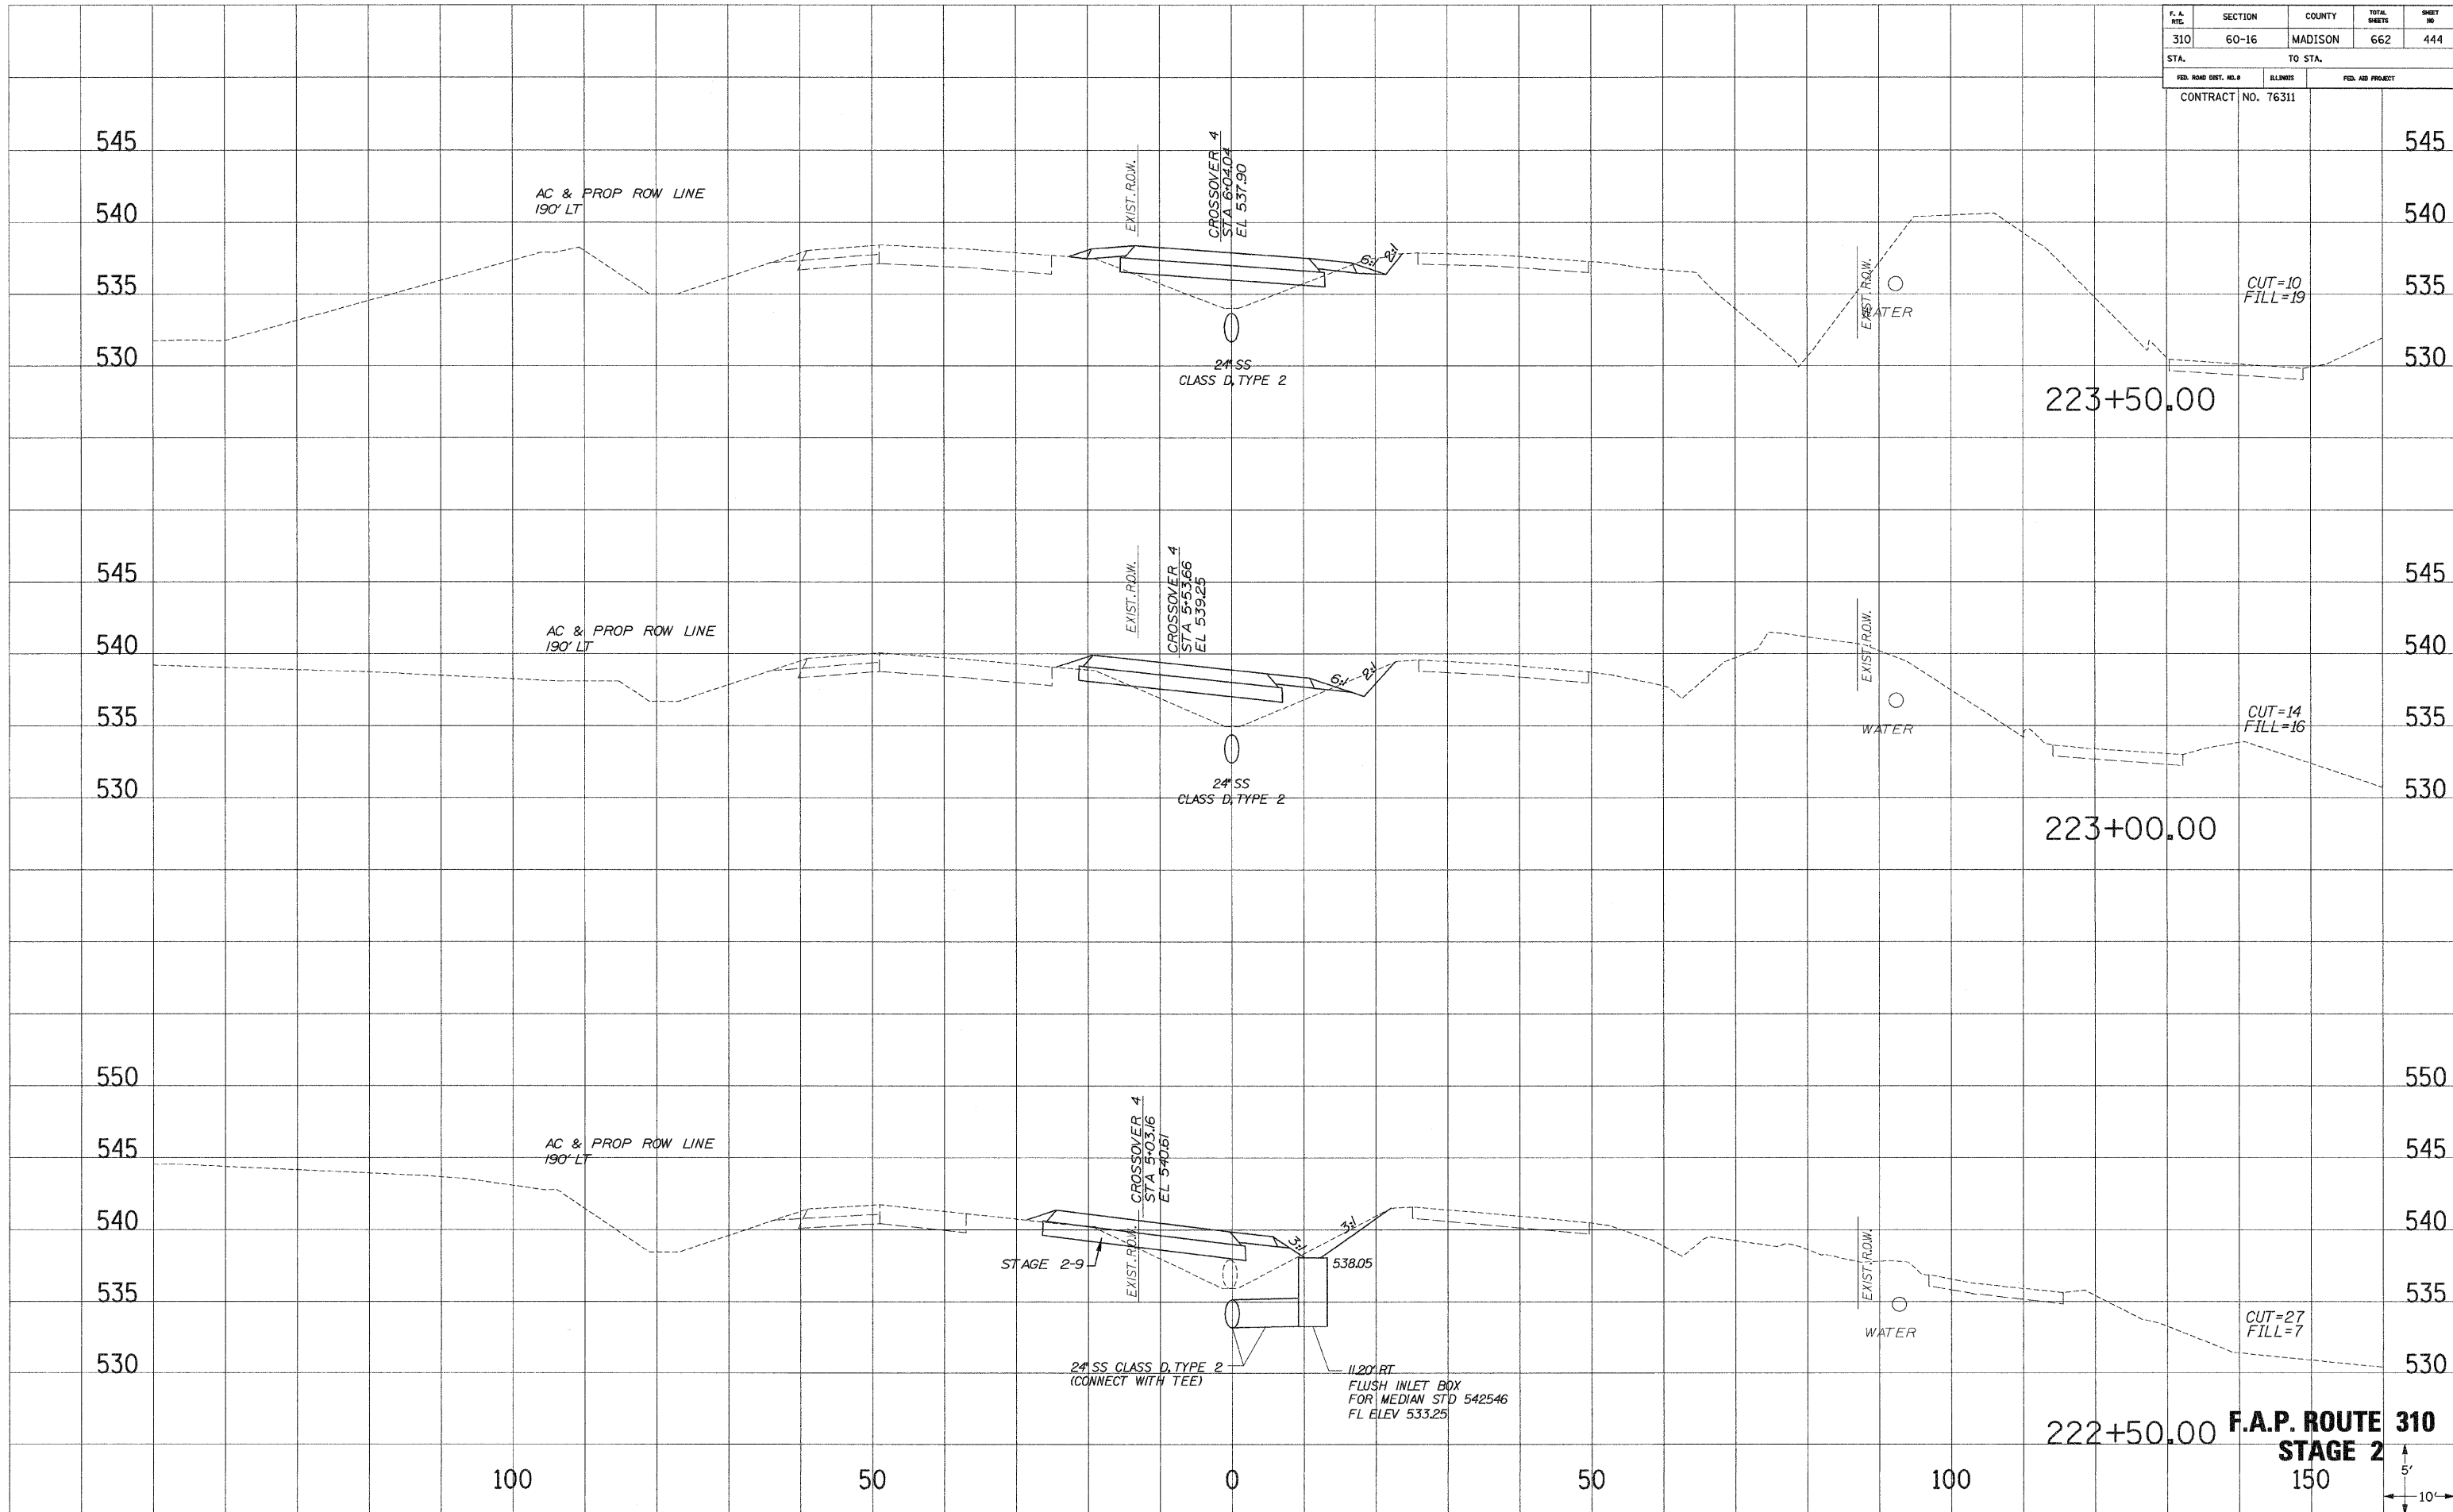 F. A. RTE. SECTION COUNTY TOTAL SHEETS SHEET NO
310 60-16 MADISON 662 444
STA. TO STA.
FED. ROAD DIST. NO. 8 ILLINOIS FED. AID PROJECT
CONTRACT NO. 76311
545 545
AC & PROP ROW LINE
190' LT
EXIST. R.O.W.
CROSSOVER 4
STA 6+04.04
EL 537.90
540 540
6:1
2:1
535 535
EXIST. R.O.W.
WATER
CUT=10
FILL=19
530 530
24" SS
CLASS D, TYPE 2
223+50.00
545 545
EXIST. R.O.W.
CROSSOVER 4
STA 5+53.66
EL 539.25
AC & PROP ROW LINE
190' LT
540 540
6:1
2:1
EXIST. R.O.W.
WATER
535 535
CUT=14
FILL=16
530 530
24" SS
CLASS D, TYPE 2
223+00.00
550 550
CROSSOVER 4
STA 5+03.16
EL 540.61
545 545
AC & PROP ROW LINE
190' LT
540 540
STAGE 2-9
EXIST. R.O.W.
3:1
3:1
538.05
EXIST. R.O.W.
535 535
WATER
CUT=27
FILL=7
530 530
24" SS CLASS D, TYPE 2
(CONNECT WITH TEE)
11.20' RT
FLUSH INLET BOX
FOR MEDIAN STD 542546
FL ELEV 533.25
222+50.00
F.A.P. ROUTE 310
STAGE 2
100 50 0 50 100 150
5'
10'